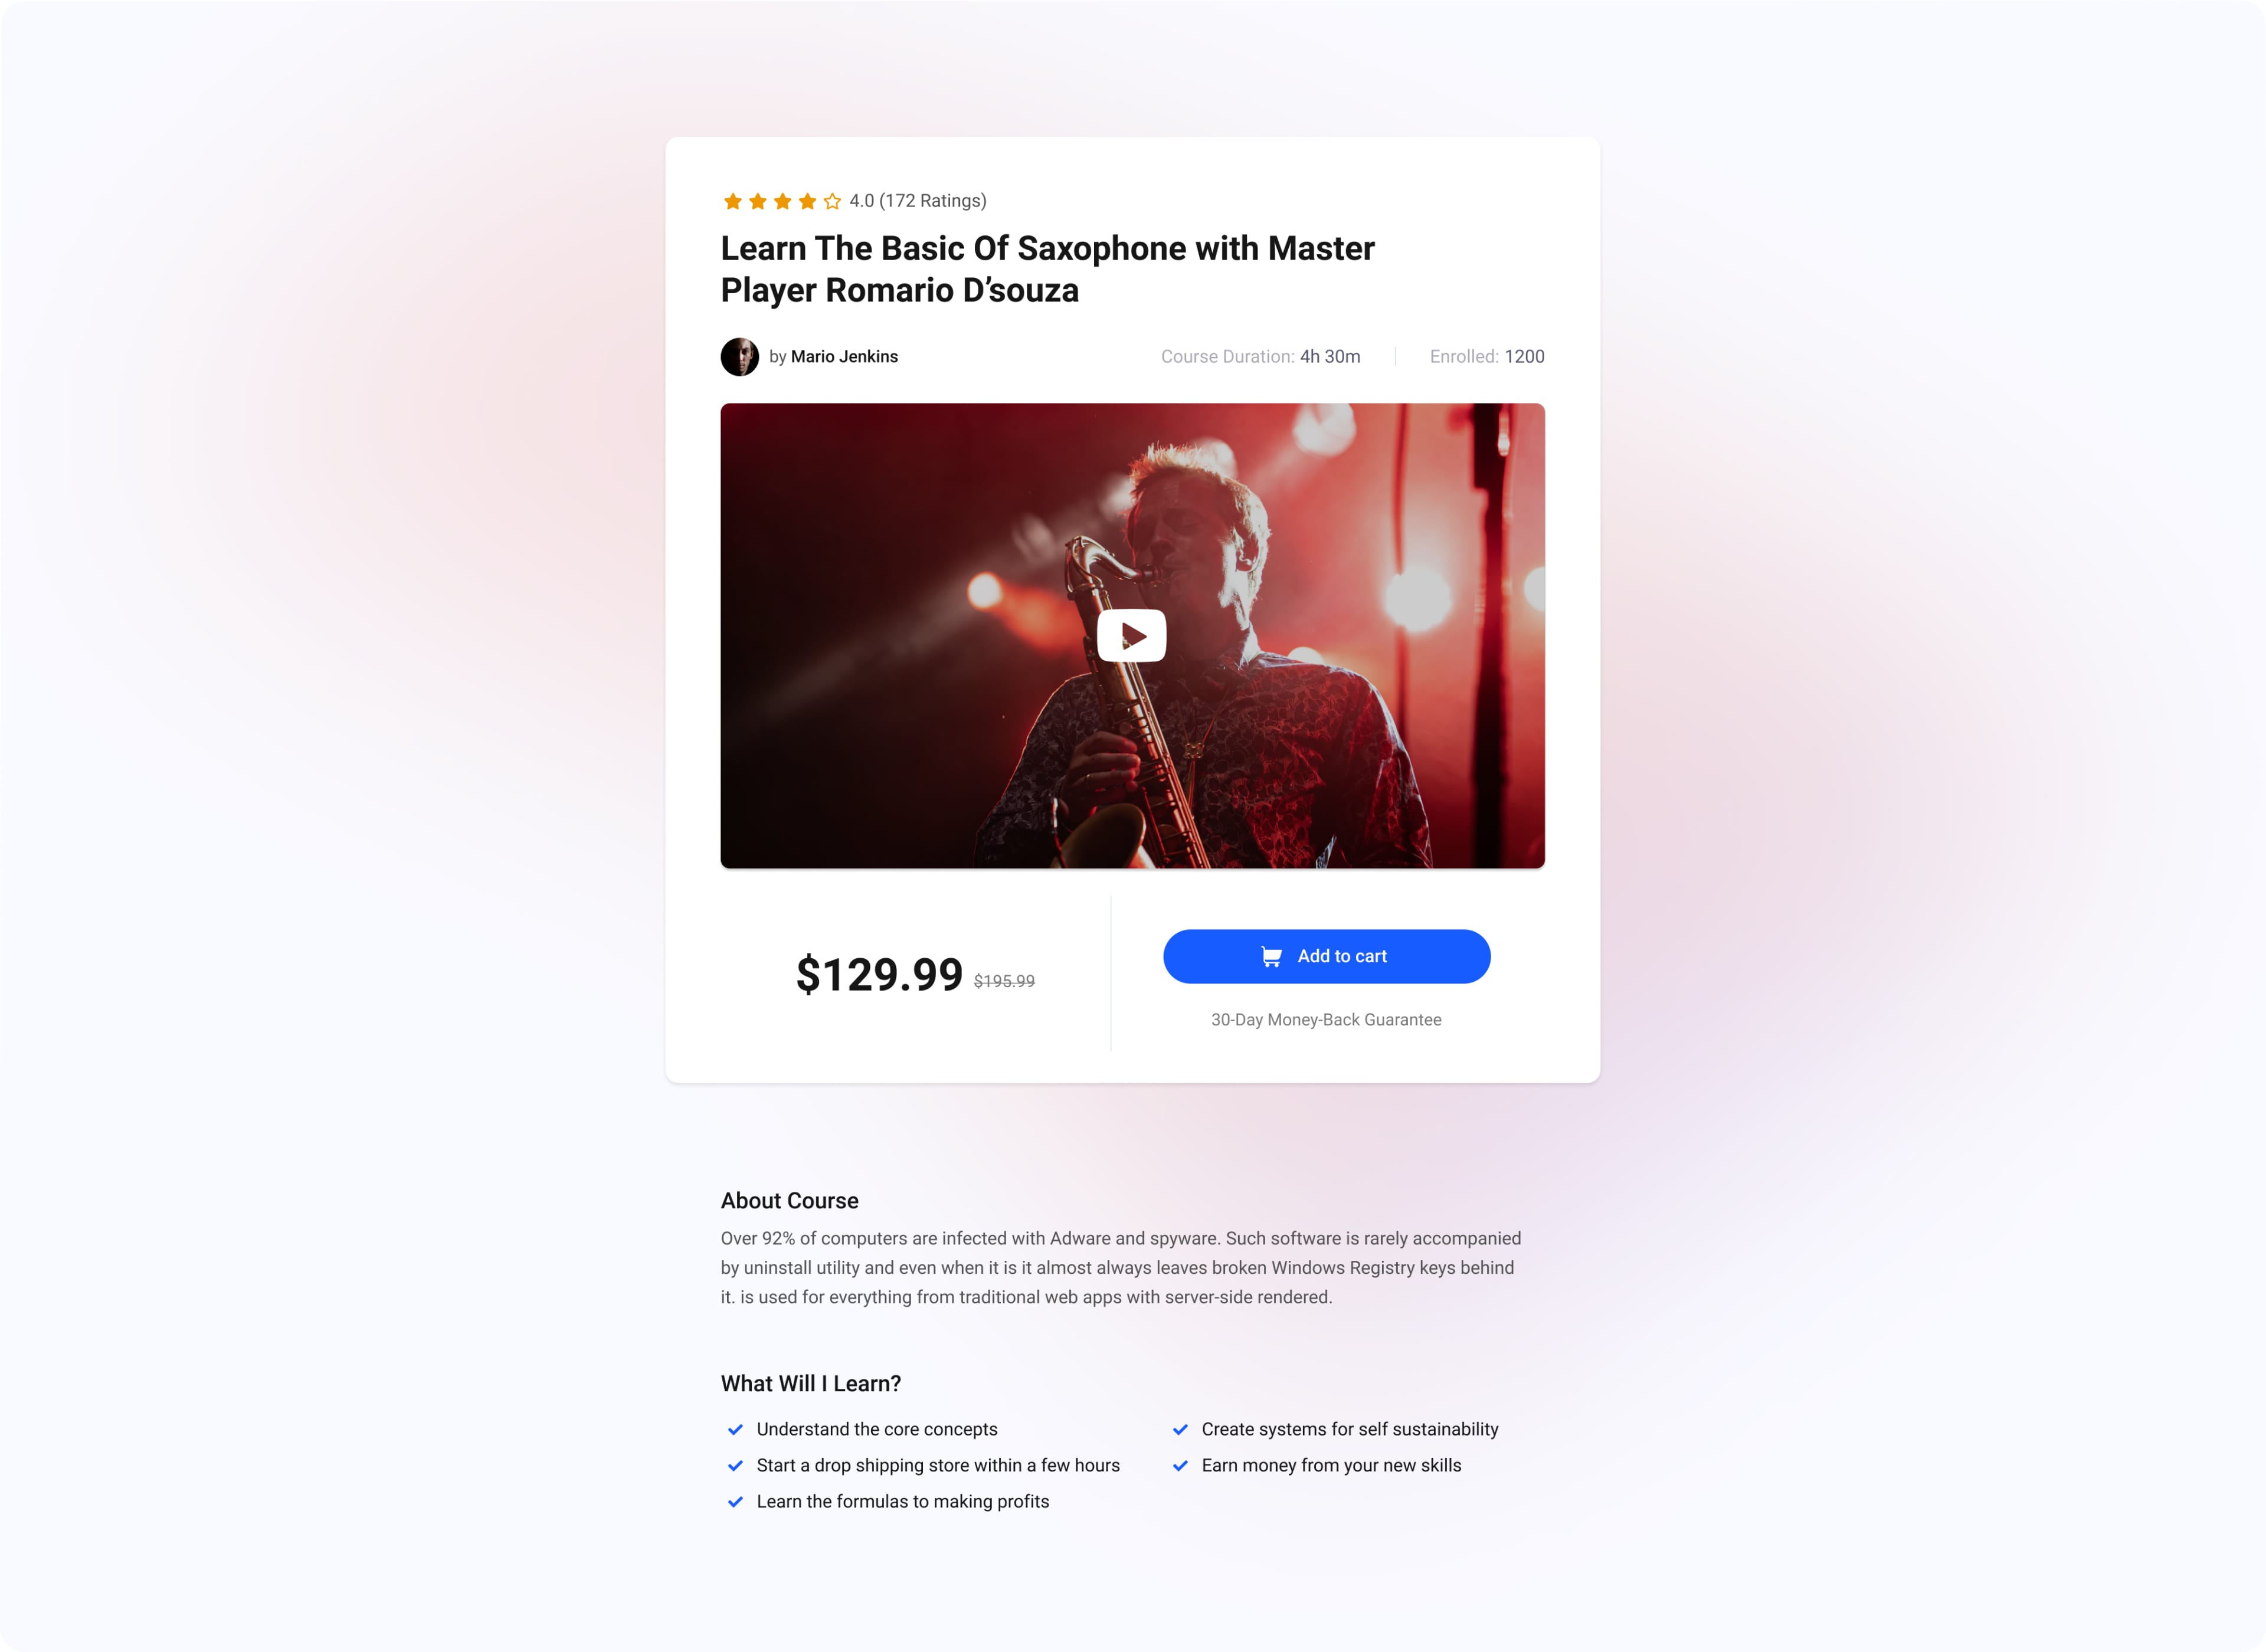 4.0 (172 Ratings)
Learn The Basic Of Saxophone with Master
Player Romario D’souza
by Mario Jenkins
Course Duration: 4h 30m
Enrolled: 1200
$129.99 $195.99
Add to cart
30-Day Money-Back Guarantee
About Course
Over 92% of computers are infected with Adware and spyware. Such software is rarely accompanied
by uninstall utility and even when it is it almost always leaves broken Windows Registry keys behind
it. is used for everything from traditional web apps with server-side rendered.
What Will I Learn?
Understand the core concepts
Start a drop shipping store within a few hours
Learn the formulas to making profits
Create systems for self sustainability
Earn money from your new skills